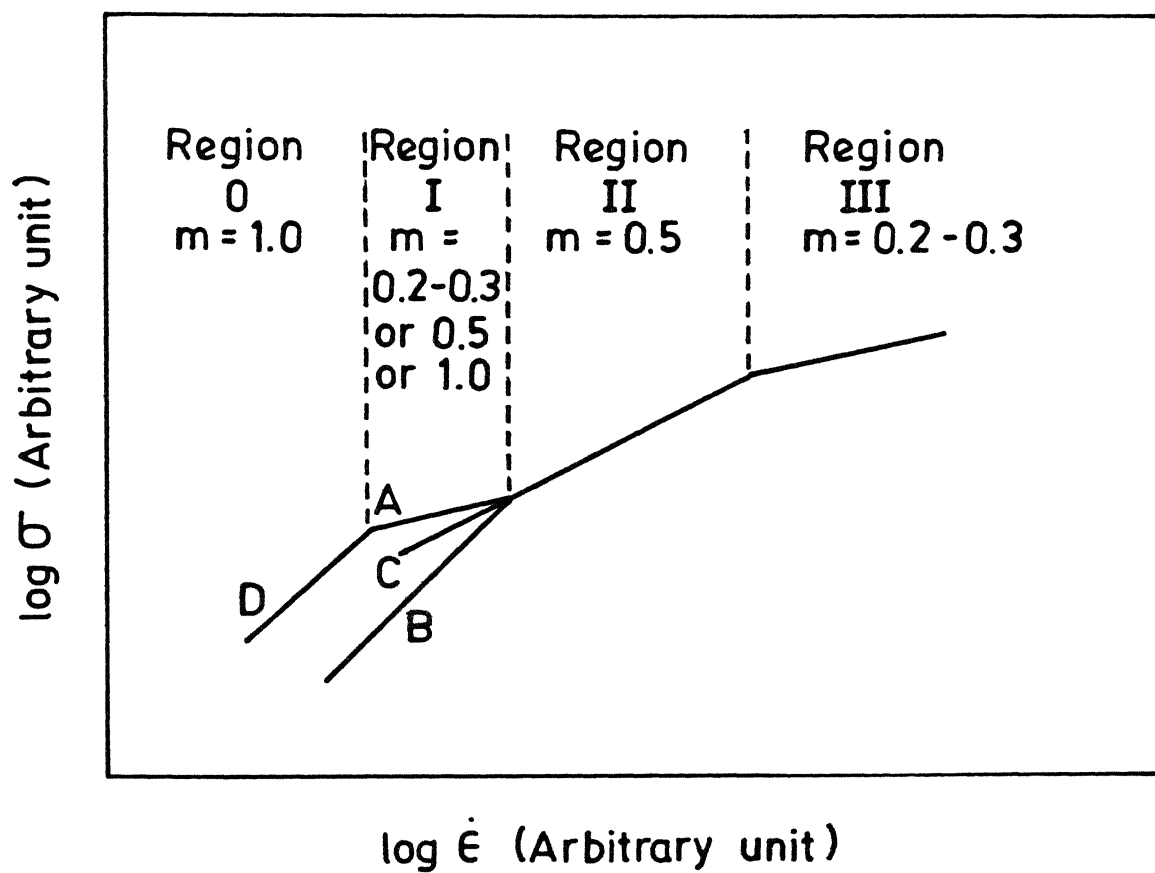 Region
0
m = 1.0
Region
I
m =
0.2-0.3
or 0.5
or 1.0
Region
II
m = 0.5
Region
III
m = 0.2 - 0.3
A
C
D
B
log σ (Arbitrary unit)
log ε̇ (Arbitrary unit)